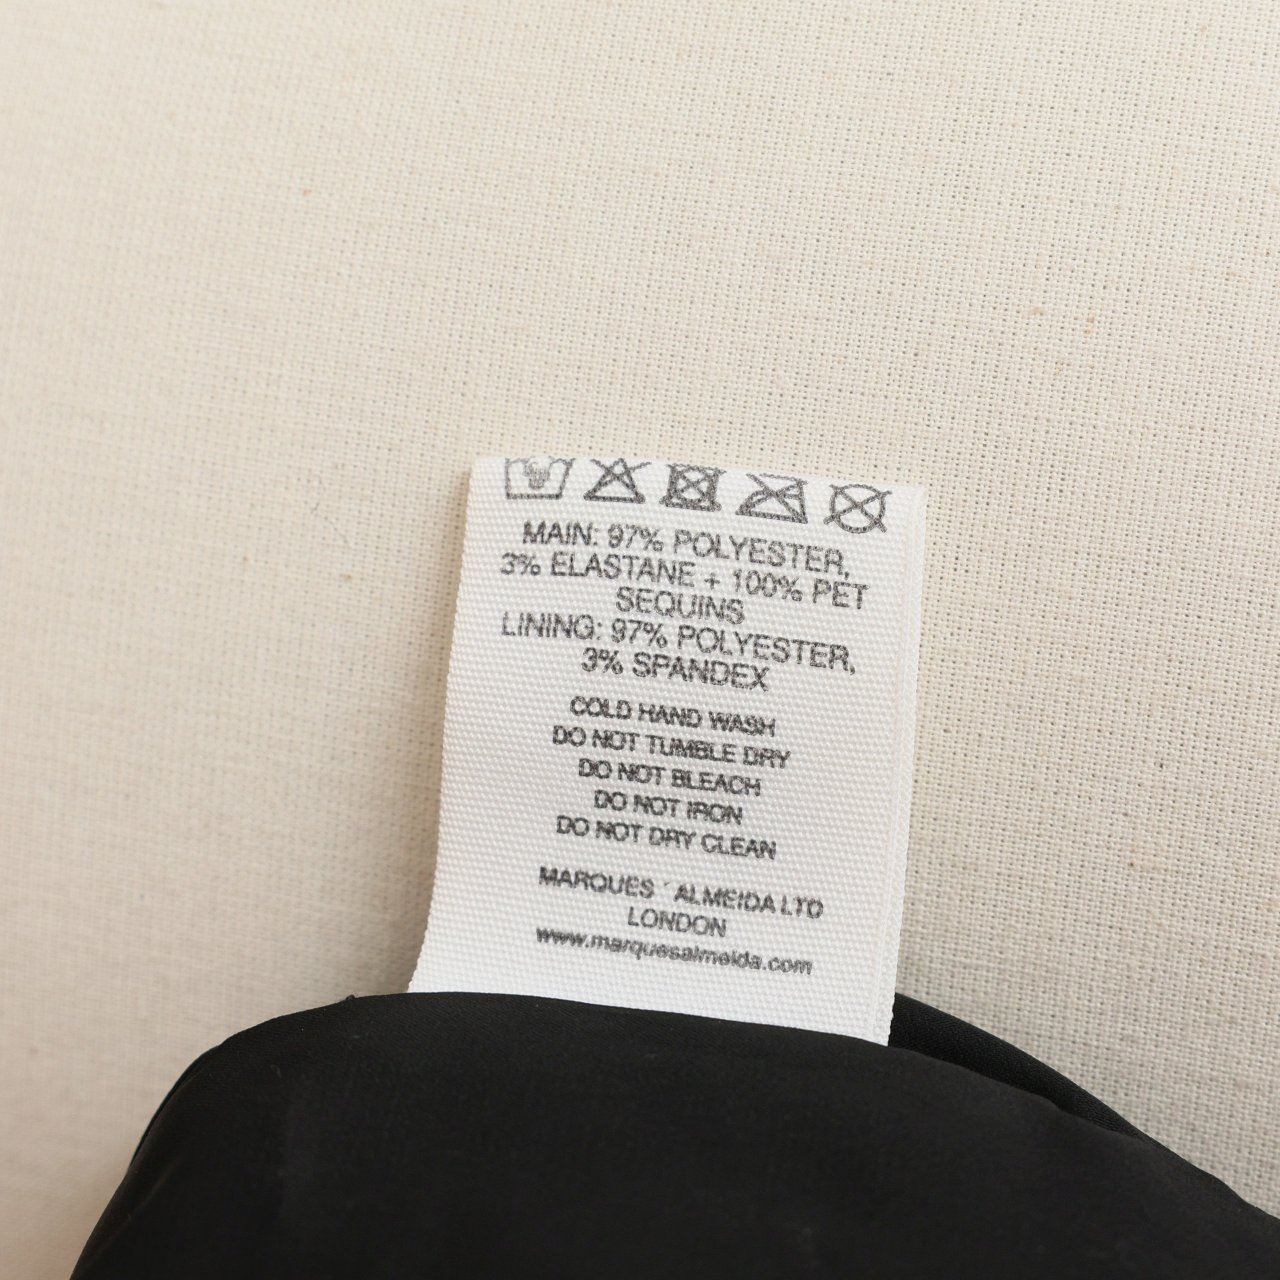 MAIN: 97% POLYESTER,
3% ELASTANE + 100% PET
SEQUINS
LINING: 97% POLYESTER,
3% SPANDEX
COLD HAND WASH
DO NOT TUMBLE DRY
DO NOT BLEACH
DO NOT IRON
DO NOT DRY CLEAN
MARQUES ´ ALMEIDA LTD
LONDON
www.marquesalmeida.com